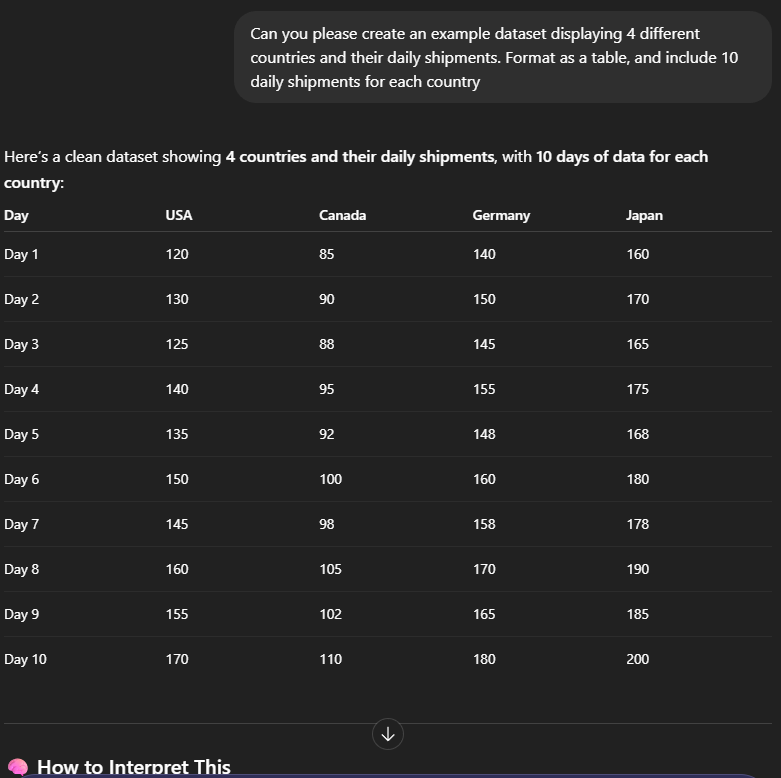 Can you please create an example dataset displaying 4 different
countries and their daily shipments. Format as a table, and include 10
daily shipments for each country
Here's a clean dataset showing 4 countries and their daily shipments, with 10 days of data for each
country:
Day USA Canada Germany Japan
Day 1 120 85 140 160
Day 2 130 90 150 170
Day 3 125 88 145 165
Day 4 140 95 155 175
Day 5 135 92 148 168
Day 6 150 100 160 180
Day 7 145 98 158 178
Day 8 160 105 170 190
Day 9 155 102 165 185
Day 10 170 110 180 200
How to Interpret This